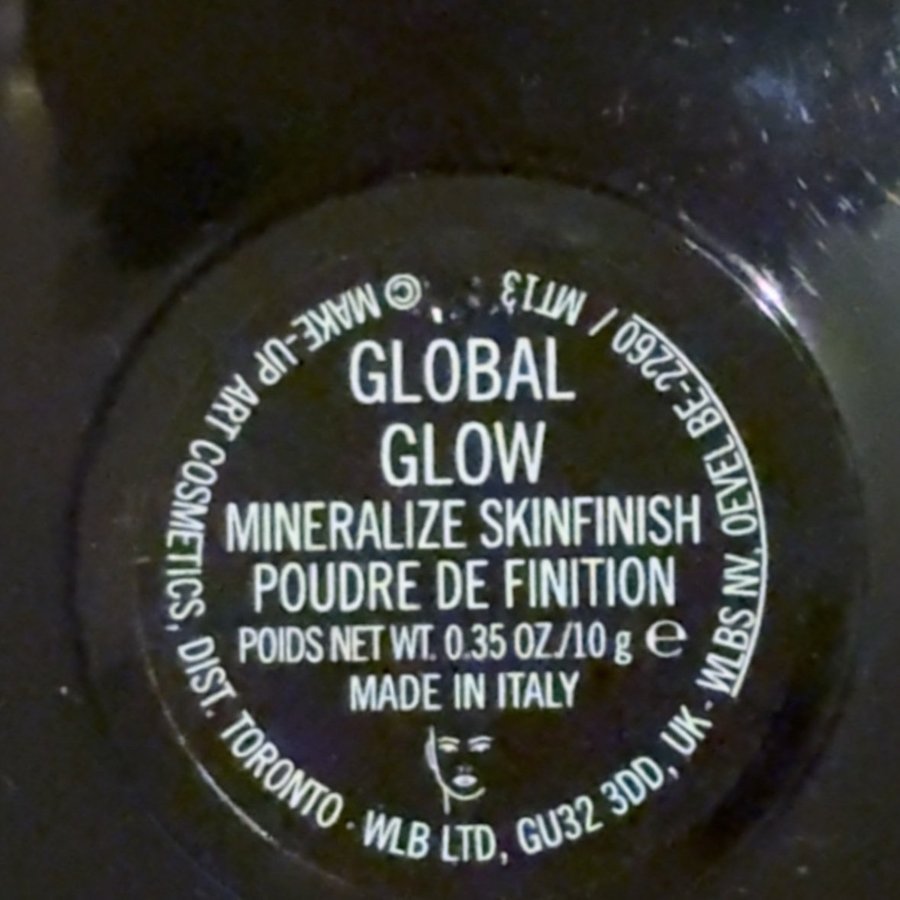 GLOBAL
GLOW
MINERALIZE SKINFINISH
POUDRE DE FINITION
POIDS NET WT. 0.35 OZ./10 g e
MADE IN ITALY
© MAKE-UP ART COSMETICS, DIST. TORONTO · WLB LTD, GU32 3DD, UK - WLBS NV, OEVEL BE-2260 / MT13